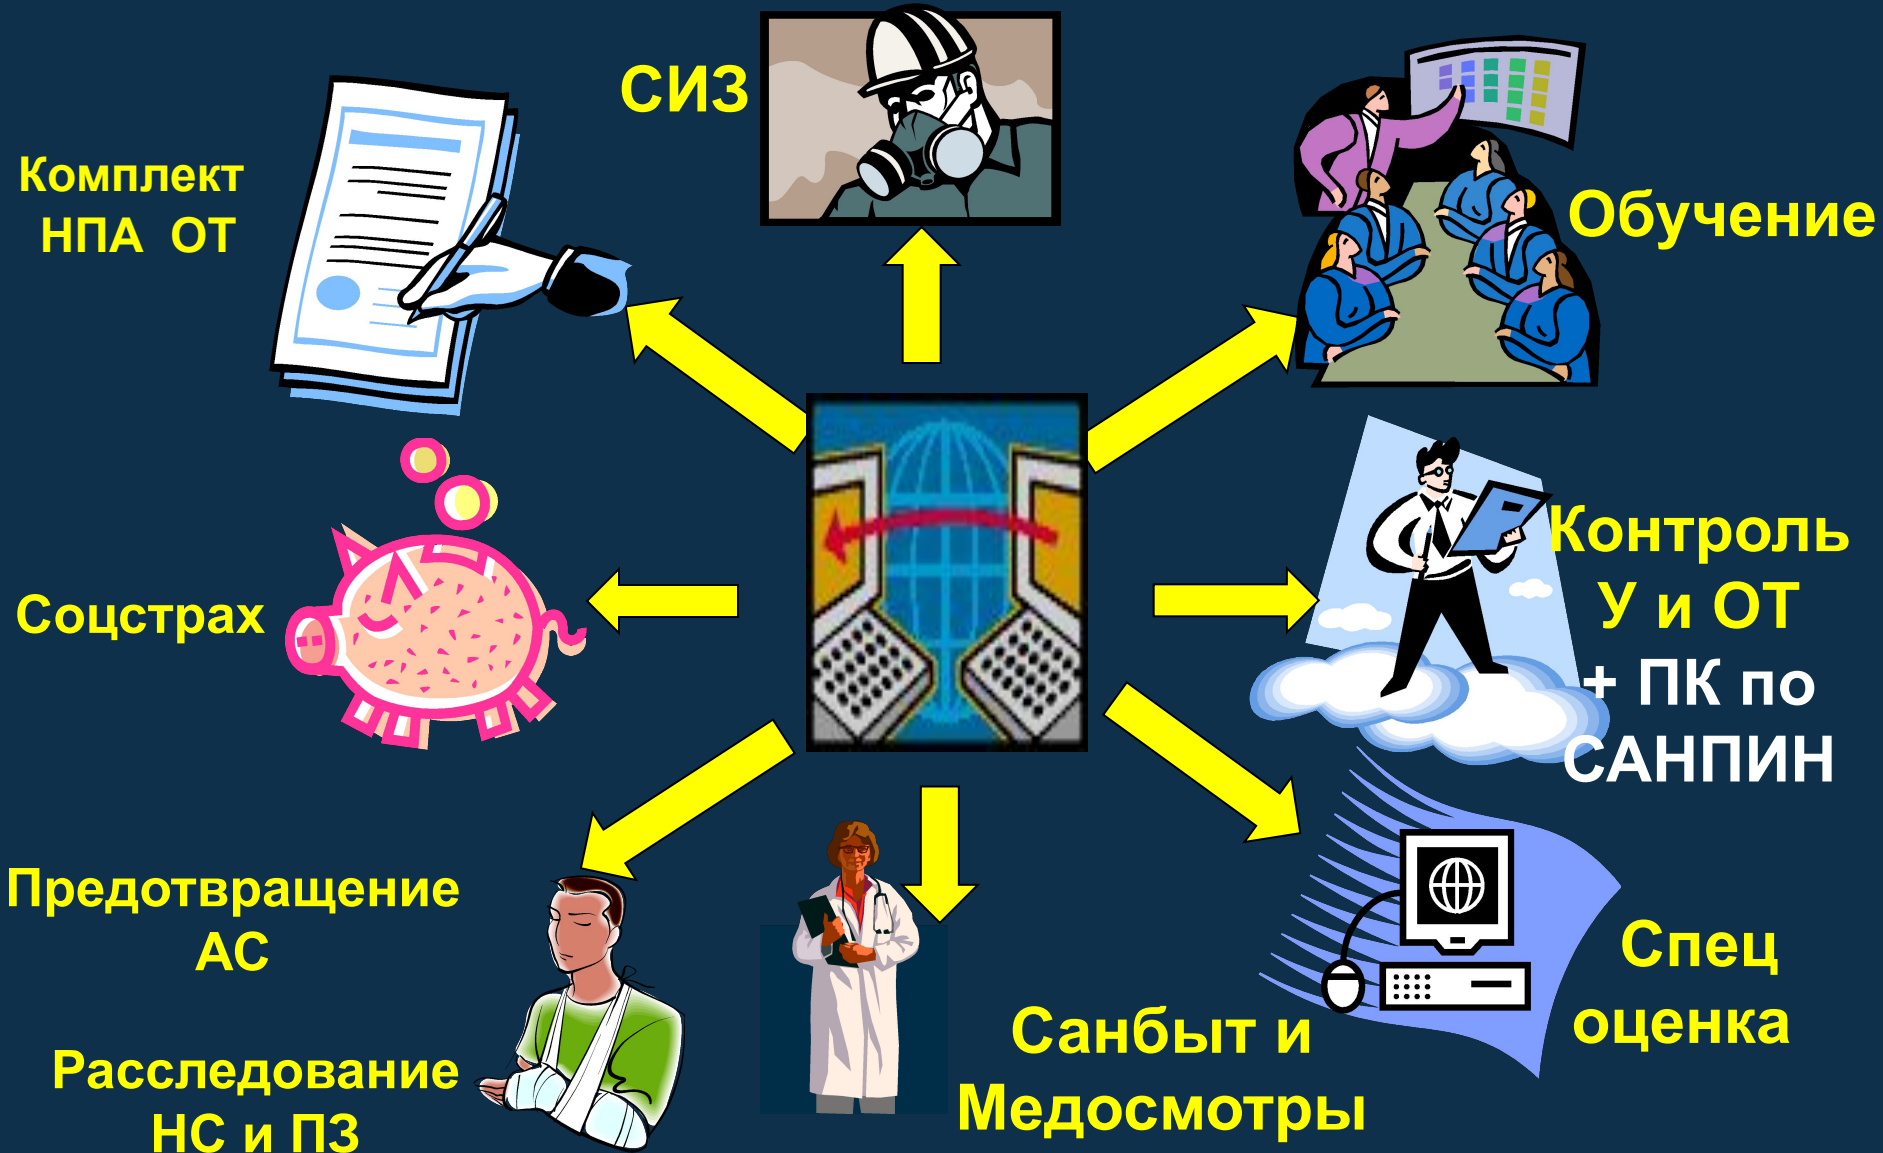 СИЗ
Комплект
НПА ОТ
Обучение
Контроль
У и ОТ
+ ПК по
САНПИН
Соцстрах
Предотвращение
АС
Расследование
НС и ПЗ
Санбыт и
Медосмотры
Спец
оценка